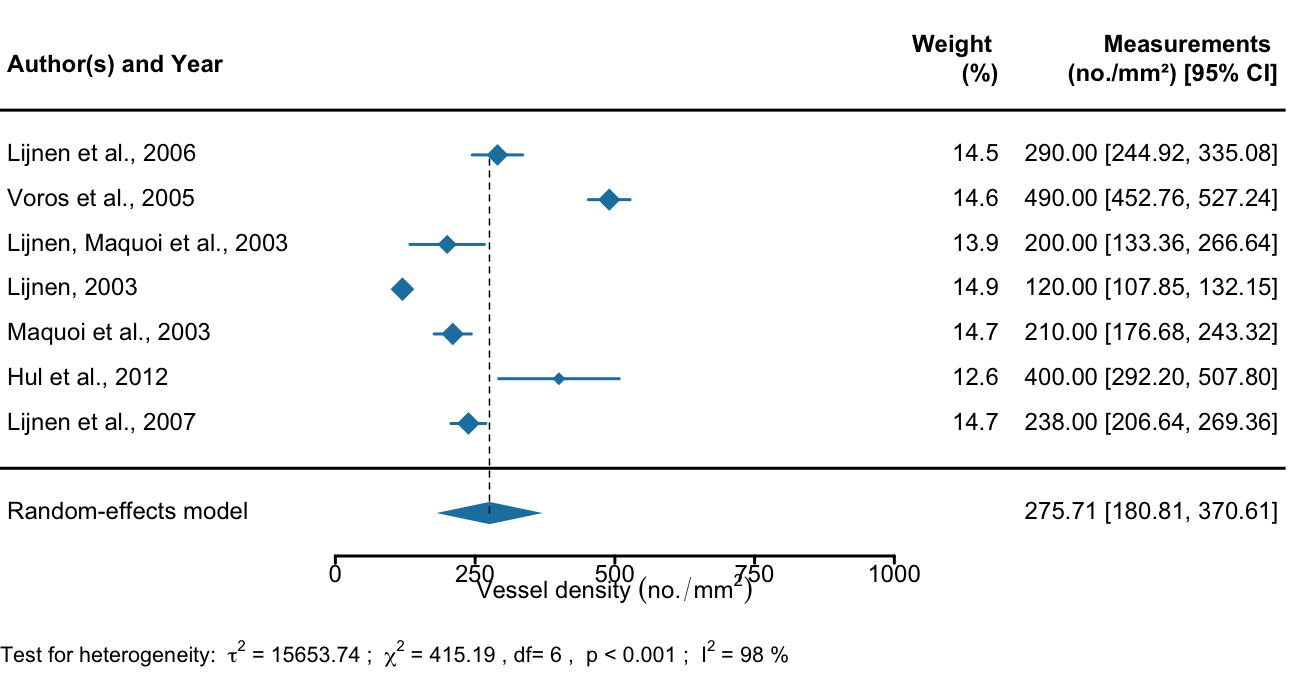 Author(s) and Year Weight (%) Measurements (no./mm²) [95% CI]
Lijnen et al., 2006 14.5 290.00 [244.92, 335.08]
Voros et al., 2005 14.6 490.00 [452.76, 527.24]
Lijnen, Maquoi et al., 2003 13.9 200.00 [133.36, 266.64]
Lijnen, 2003 14.9 120.00 [107.85, 132.15]
Maquoi et al., 2003 14.7 210.00 [176.68, 243.32]
Hul et al., 2012 12.6 400.00 [292.20, 507.80]
Lijnen et al., 2007 14.7 238.00 [206.64, 269.36]
Random-effects model 275.71 [180.81, 370.61]
0 250 500 750 1000
Vessel density (no./mm²)
Test for heterogeneity: τ² = 15653.74 ; χ² = 415.19 , df= 6 , p < 0.001 ; I² = 98 %